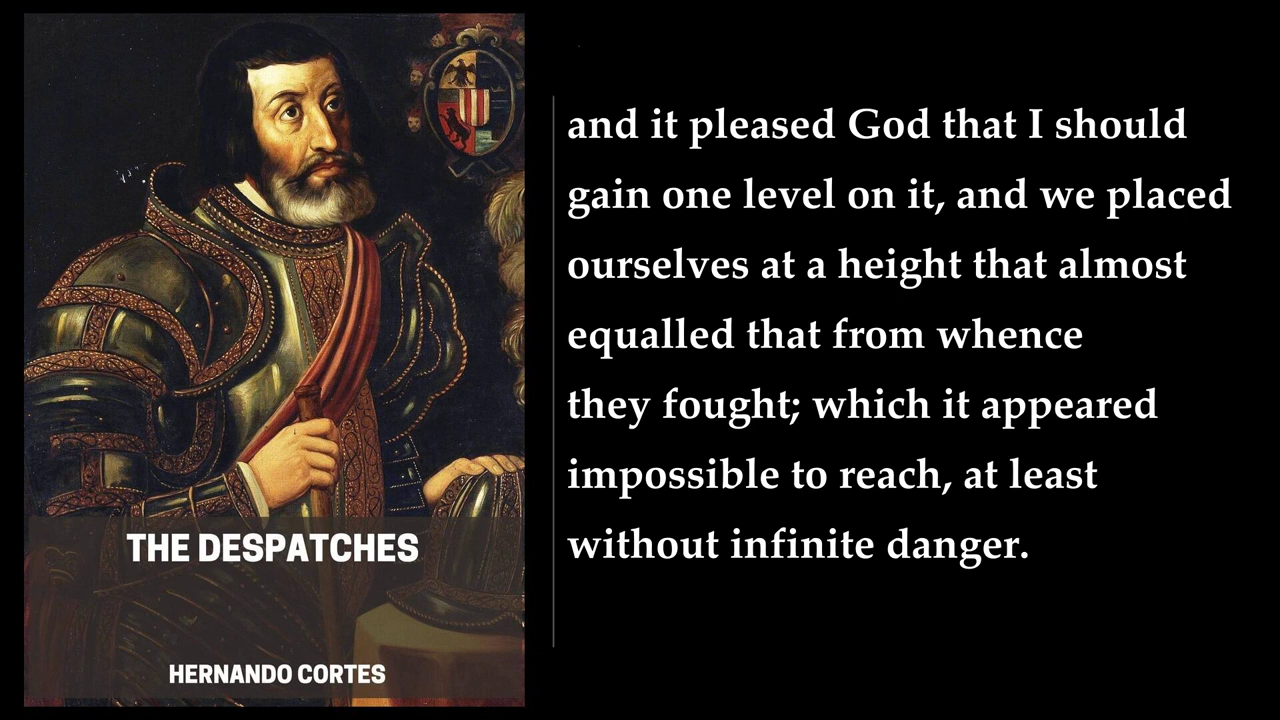 THE DESPATCHES
HERNANDO CORTES
and it pleased God that I should
gain one level on it, and we placed
ourselves at a height that almost
equalled that from whence
they fought; which it appeared
impossible to reach, at least
without infinite danger.